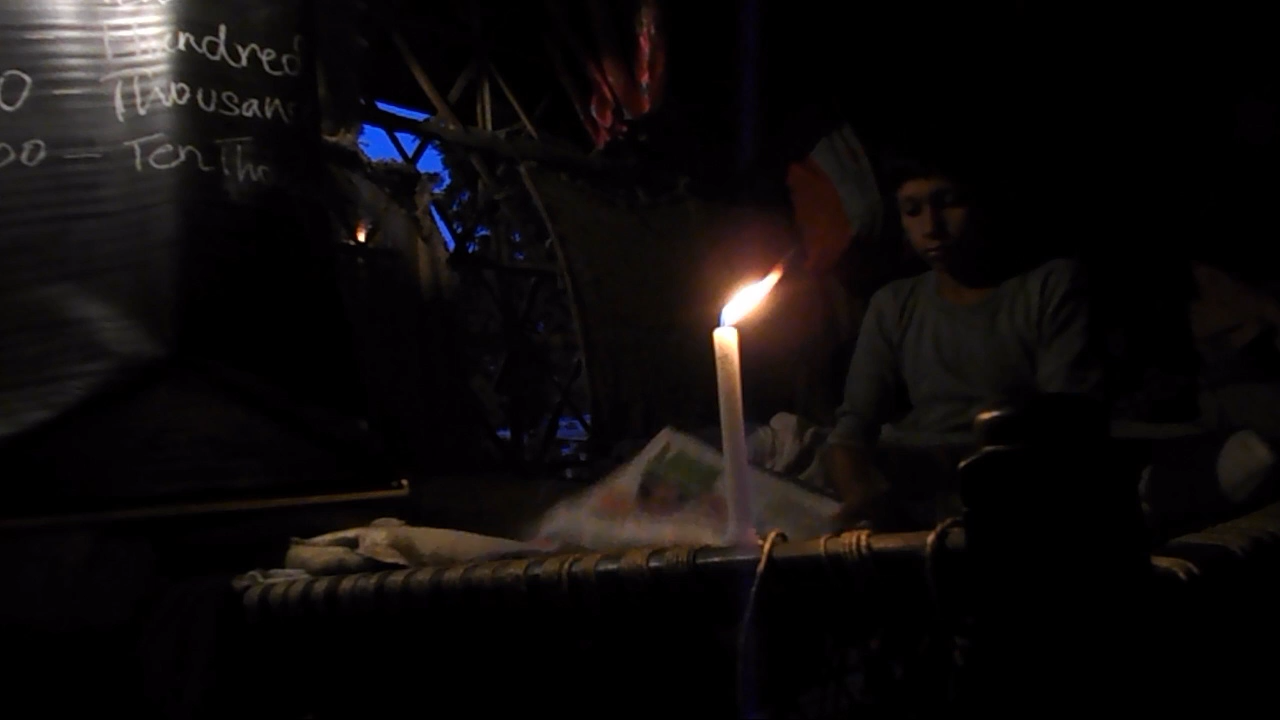 Hundred
0 — Thousan
00 — Ten Tho